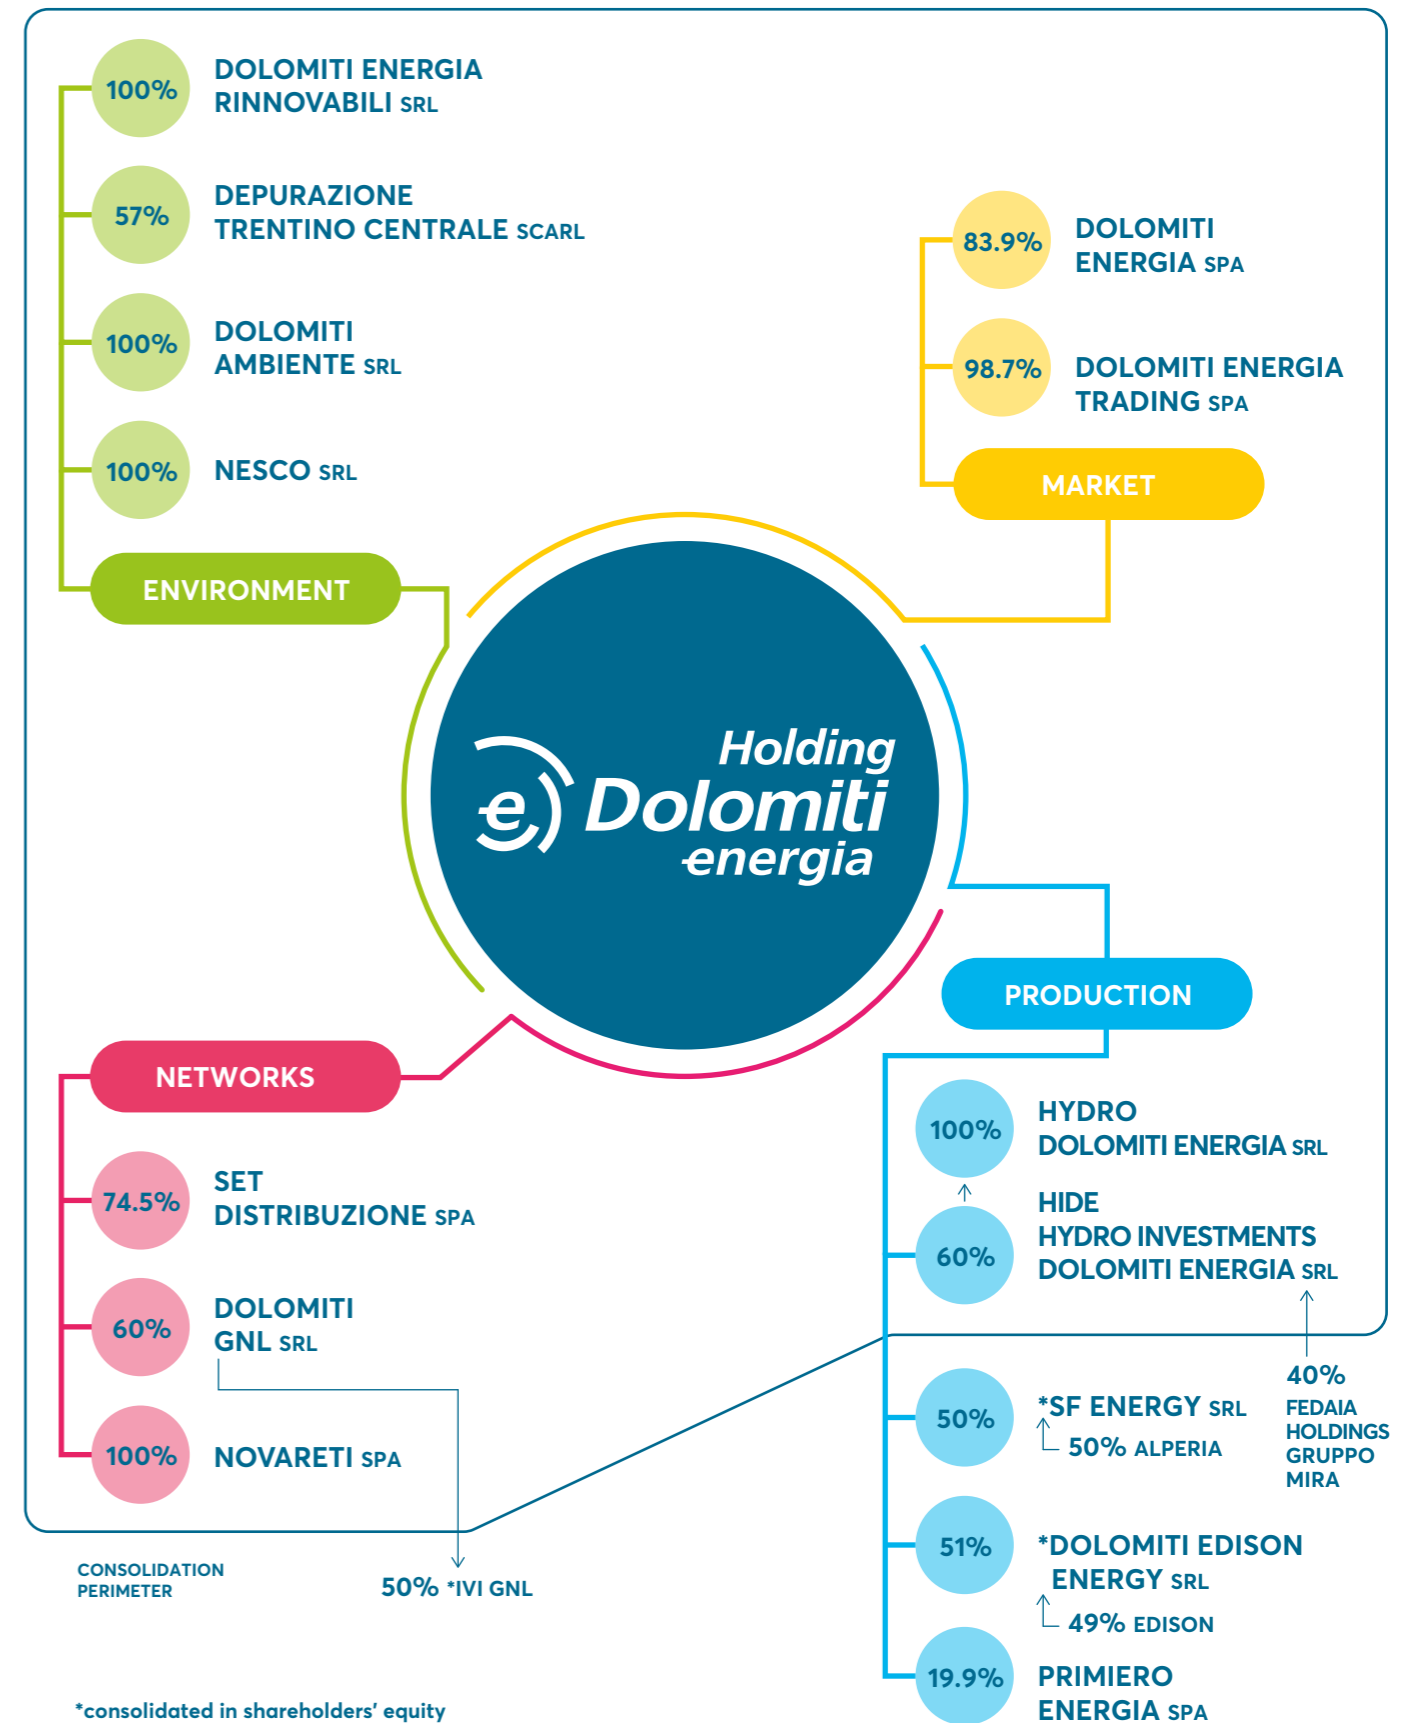 100%
DOLOMITI ENERGIA
RINNOVABILI SRL
57%
DEPURAZIONE
TRENTINO CENTRALE SCARL
100%
DOLOMITI
AMBIENTE SRL
100%
NESCO SRL
ENVIRONMENT
83.9%
DOLOMITI
ENERGIA SPA
98.7%
DOLOMITI ENERGIA
TRADING SPA
MARKET
Holding
e Dolomiti
energia
PRODUCTION
100%
HYDRO
DOLOMITI ENERGIA SRL
60%
HIDE
HYDRO INVESTMENTS
DOLOMITI ENERGIA SRL
40%
FEDAIA
HOLDINGS
GRUPPO
MIRA
50%
*SF ENERGY SRL
50% ALPERIA
51%
*DOLOMITI EDISON
ENERGY SRL
49% EDISON
19.9%
PRIMIERO
ENERGIA SPA
NETWORKS
74.5%
SET
DISTRIBUZIONE SPA
60%
DOLOMITI
GNL SRL
100%
NOVARETI SPA
CONSOLIDATION
PERIMETER
50% *IVI GNL
*consolidated in shareholders' equity